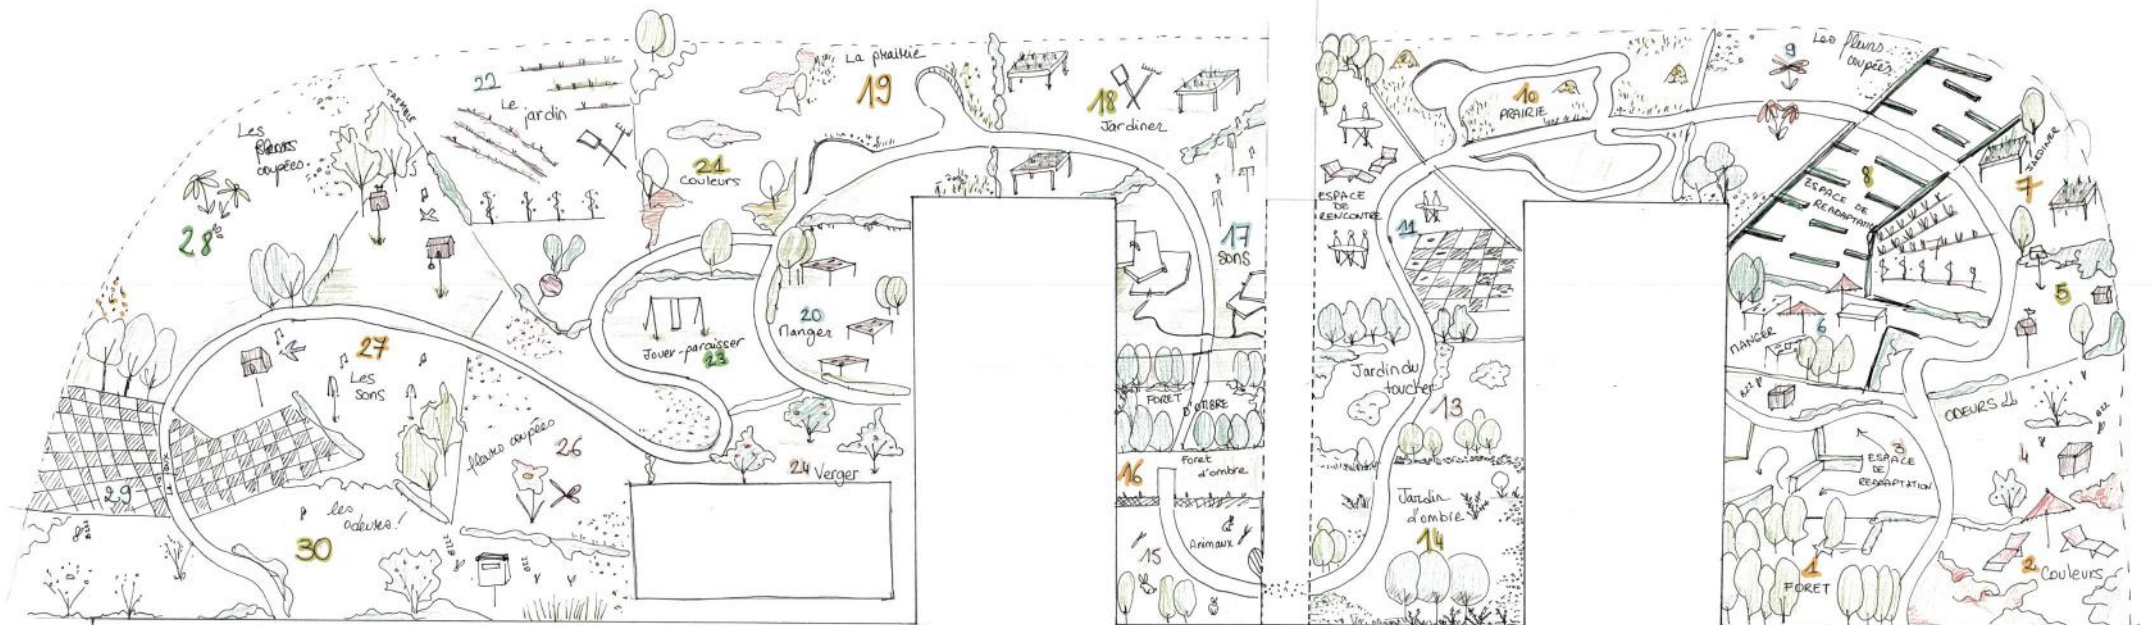 Les
fleurs
coupées.
28
TAMBOUR
22
Le
jardin
La prairie
19
21
Couleurs
18
Jardiner
17
sons
20
Manger
Jouer-paraisser
23
27
Les
sons
29
les
odeurs!
30
BZZ
fleurs coupées
26
24 Verger
FORET
D'OMBRE
Foret
d'ombre
16
15
Animaux
ESPACE
DE
RENCONTRE
11
10
PRAIRIE
Jardin du
toucher
13
Jardin
d'ombre
14
9
Les fleurs
coupées
8
ESPACE DE
READAPTATION
7
JARDINER
5
MANGER
6
BZZ
ODEURS
4
BZZ
3
ESPACE
DE
READAPTATION
1
FORET
2 Couleurs